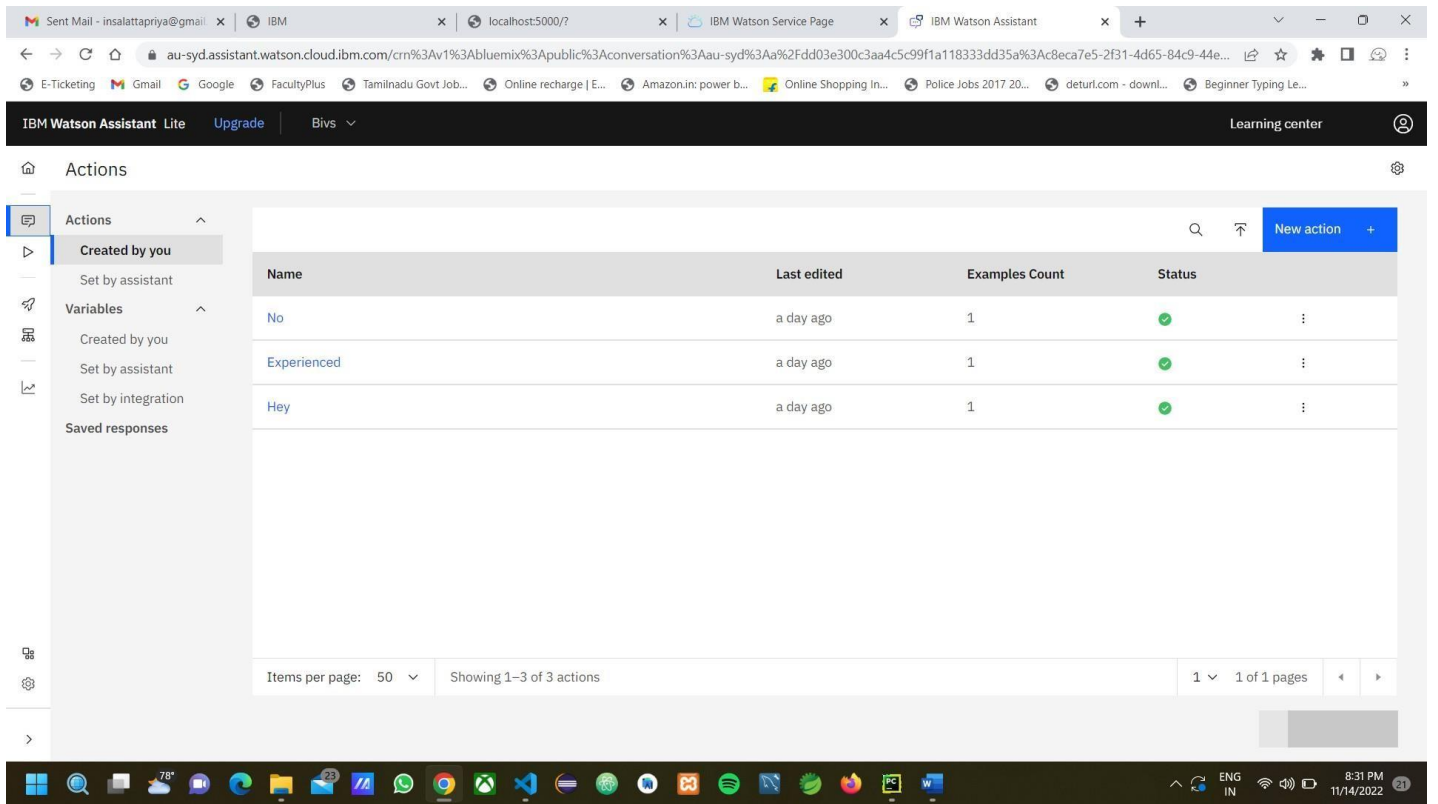 Sent Mail - insalattapriya@gmail
IBM
localhost:5000/?
IBM Watson Service Page
IBM Watson Assistant
au-syd.assistant.watson.cloud.ibm.com/crn%3Av1%3Abluemix%3Apublic%3Aconversation%3Aau-syd%3Aa%2Fdd03e300c3aa4c5c99f1a118333dd35a%3Ac8eca7e5-2f31-4d65-84c9-44e...
E-Ticketing
Gmail
Google
FacultyPlus
Tamilnadu Govt Job...
Online recharge | E...
Amazon.in: power b...
Online Shopping In...
Police Jobs 2017 20...
deturl.com - downl...
Beginner Typing Le...
»
IBM Watson Assistant Lite
Upgrade
Bivs
Learning center
Actions
Actions
Created by you
Set by assistant
Variables
Created by you
Set by assistant
Set by integration
Saved responses
New action +
Name
Last edited
Examples Count
Status
No
a day ago
1
Experienced
a day ago
1
Hey
a day ago
1
Items per page: 50
Showing 1–3 of 3 actions
1
1 of 1 pages
78°
23
ENG
IN
8:31 PM
11/14/2022
21